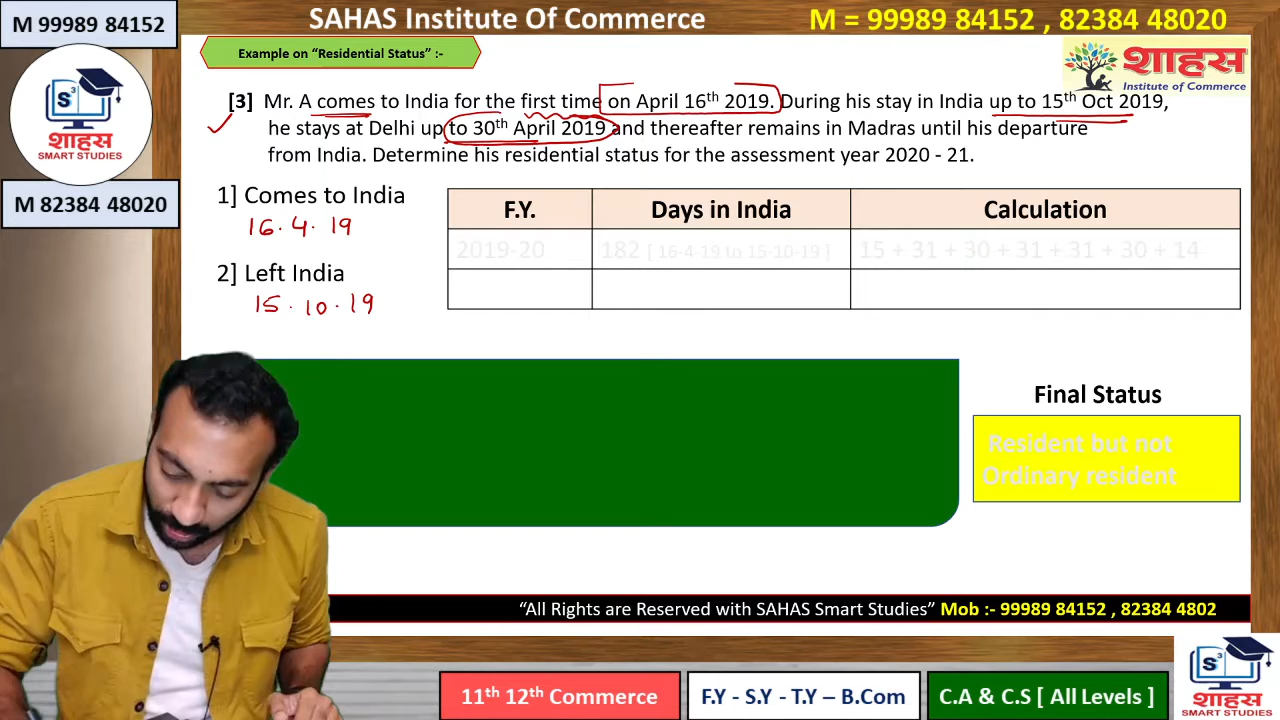 M 99989 84152
SAHAS Institute Of Commerce
M = 99989 84152 , 82384 48020
Example on “Residential Status” :-
शाहस
Institute of Commerce
S³
शाहस
SMART STUDIES
M 82384 48020
[3] Mr. A comes to India for the first time on April 16th 2019. During his stay in India up to 15th Oct 2019,
he stays at Delhi up to 30th April 2019 and thereafter remains in Madras until his departure
from India. Determine his residential status for the assessment year 2020 - 21.
1] Comes to India
16.4.19
2] Left India
15.10.19
F.Y. Days in India Calculation
2019-20 182 [ 16-4-19 to 15-10-19 ] 15 + 31 + 30 + 31 + 31 + 30 + 14
Final Status
Resident but not
Ordinary resident
“All Rights are Reserved with SAHAS Smart Studies” Mob :- 99989 84152 , 82384 4802
11th 12th Commerce
F.Y - S.Y - T.Y – B.Com
C.A & C.S [ All Levels ]
S³
शाहस
SMART STUDIES